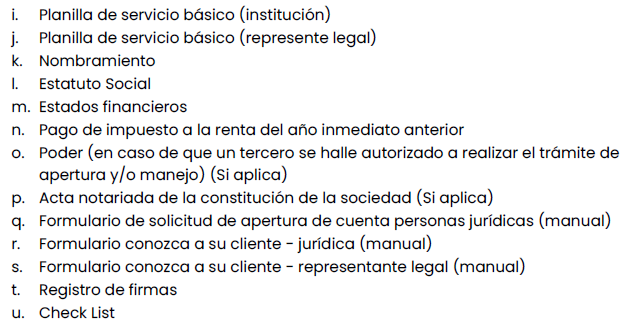 i. Planilla de servicio básico (institución)
j. Planilla de servicio básico (represente legal)
k. Nombramiento
l. Estatuto Social
m. Estados financieros
n. Pago de impuesto a la renta del año inmediato anterior
o. Poder (en caso de que un tercero se halle autorizado a realizar el trámite de
apertura y/o manejo) (Si aplica)
p. Acta notariada de la constitución de la sociedad (Si aplica)
q. Formulario de solicitud de apertura de cuenta personas jurídicas (manual)
r. Formulario conozca a su cliente - jurídica (manual)
s. Formulario conozca a su cliente - representante legal (manual)
t. Registro de firmas
u. Check List